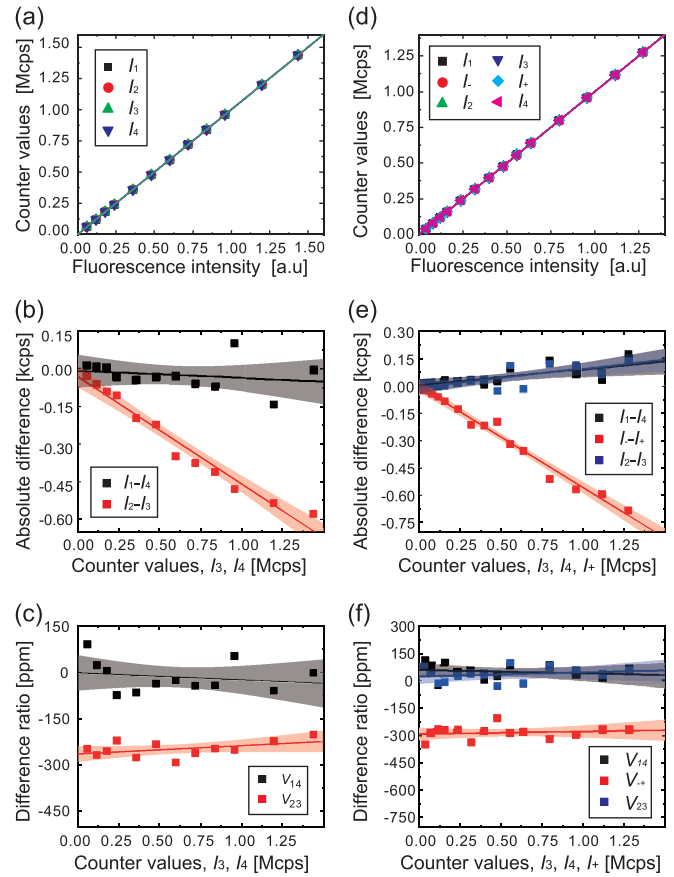 (a)
Counter values [Mcps]
1.50
1.25
1.00
0.75
0.50
0.25
I1
I2
I3
I4
0.00 0.25 0.50 0.75 1.00 1.25 1.50
Fluorescence intensity [a.u]
(d)
Counter values [Mcps]
1.25
1.00
0.75
0.50
0.25
0.00
I1 I3
I- I+
I2 I4
0.00 0.25 0.50 0.75 1.00 1.25
Fluorescence intensity [a.u]
(b)
Absolute difference [kcps]
0.15
0.00
-0.15
-0.30
-0.45
-0.60
I1–I4
I2–I3
0.00 0.25 0.50 0.75 1.00 1.25
Counter values, I3, I4 [Mcps]
(e)
Absolute difference [kcps]
0.30
0.15
0.00
-0.15
-0.30
-0.45
-0.60
-0.75
I1–I4
I-–I+
I2–I3
0.00 0.25 0.50 0.75 1.00 1.25
Counter values, I3, I4, I+ [Mcps]
(c)
Difference ratio [ppm]
150
0
-150
-300
-450
V14
V23
0.00 0.25 0.50 0.75 1.00 1.25
Counter values, I3, I4 [Mcps]
(f)
Difference ratio [ppm]
300
150
0
-150
-300
-450
-600
-750
V14
V-+
V23
0.00 0.25 0.50 0.75 1.00 1.25
Counter values, I3, I4, I+ [Mcps]